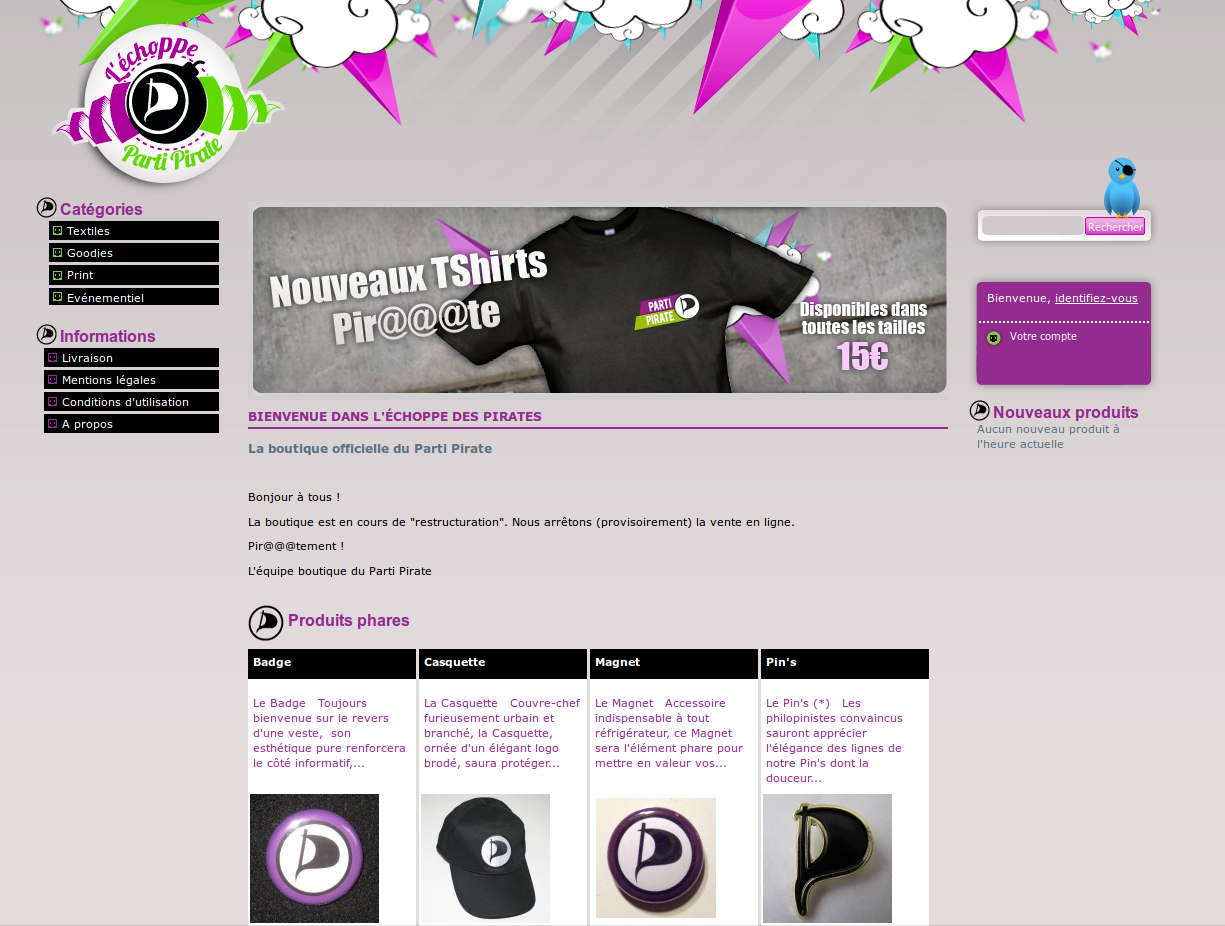 L'échoppe
Parti Pirate
Catégories
Textiles
Goodies
Print
Evénementiel
Informations
Livraison
Mentions légales
Conditions d'utilisation
A propos
Nouveaux TShirts
Pir@@@te
PARTI
PIRATE
Disponibles dans
toutes les tailles
15€
Rechercher
Bienvenue, identifiez-vous
Votre compte
Nouveaux produits
Aucun nouveau produit à
l'heure actuelle
BIENVENUE DANS L'ÉCHOPPE DES PIRATES
La boutique officielle du Parti Pirate
Bonjour à tous !
La boutique est en cours de "restructuration". Nous arrêtons (provisoirement) la vente en ligne.
Pir@@@tement !
L'équipe boutique du Parti Pirate
Produits phares
Badge
Le Badge Toujours
bienvenue sur le revers
d'une veste, son
esthétique pure renforcera
le côté informatif,...
Casquette
La Casquette Couvre-chef
furieusement urbain et
branché, la Casquette,
ornée d'un élégant logo
brodé, saura protéger...
Magnet
Le Magnet Accessoire
indispensable à tout
réfrigérateur, ce Magnet
sera l'élément phare pour
mettre en valeur vos...
Pin's
Le Pin's (*) Les
philopinistes convaincus
sauront apprécier
l'élégance des lignes de
notre Pin's dont la
douceur...